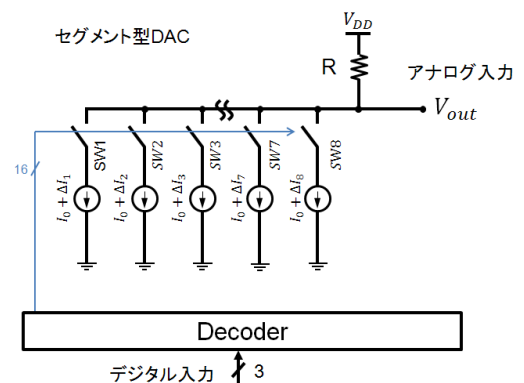 セグメント型DAC
V_DD
R
アナログ入力
V_out
16
SW1
SW2
SW3
SW7
SW8
I_0 + ΔI_1
I_0 + ΔI_2
I_0 + ΔI_3
I_0 + ΔI_7
I_0 + ΔI_8
Decoder
デジタル入力
3